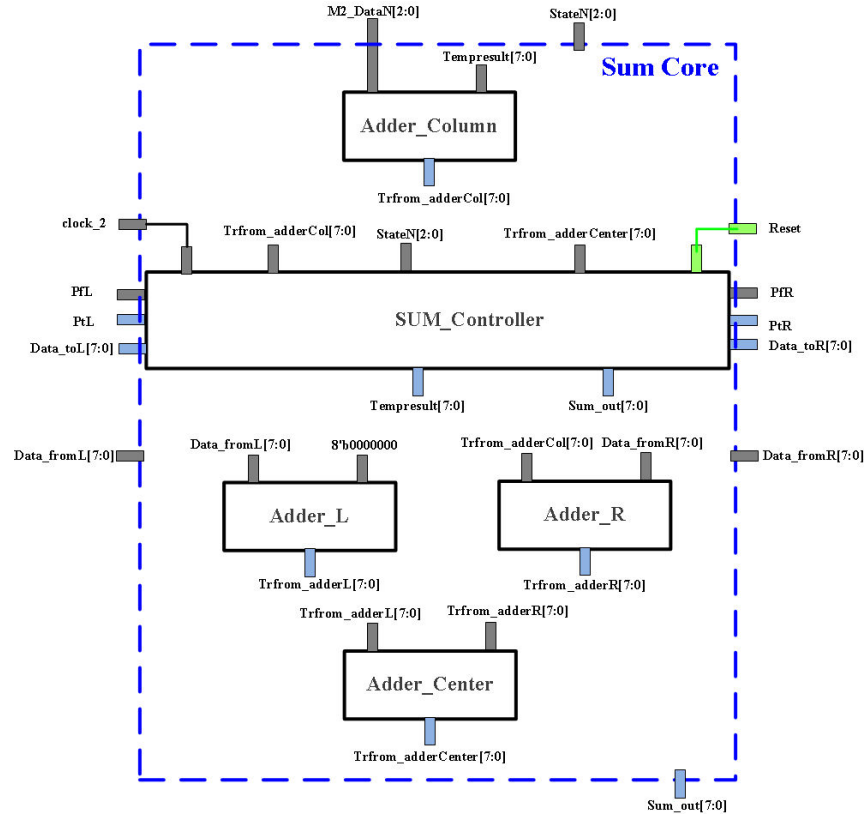 M2_DataN[2:0]
StateN[2:0]
Tempresult[7:0]
Sum Core
Adder_Column
Trfrom_adderCol[7:0]
clock_2
Trfrom_adderCol[7:0]
StateN[2:0]
Trfrom_adderCenter[7:0]
Reset
PfL
PfR
SUM_Controller
PtL
PtR
Data_toL[7:0]
Data_toR[7:0]
Tempresult[7:0]
Sum_out[7:0]
Data_fromL[7:0]
Data_fromL[7:0]
8'b0000000
Trfrom_adderCol[7:0]
Data_fromR[7:0]
Data_fromR[7:0]
Adder_L
Adder_R
Trfrom_adderL[7:0]
Trfrom_adderR[7:0]
Trfrom_adderL[7:0]
Trfrom_adderR[7:0]
Adder_Center
Trfrom_adderCenter[7:0]
Sum_out[7:0]